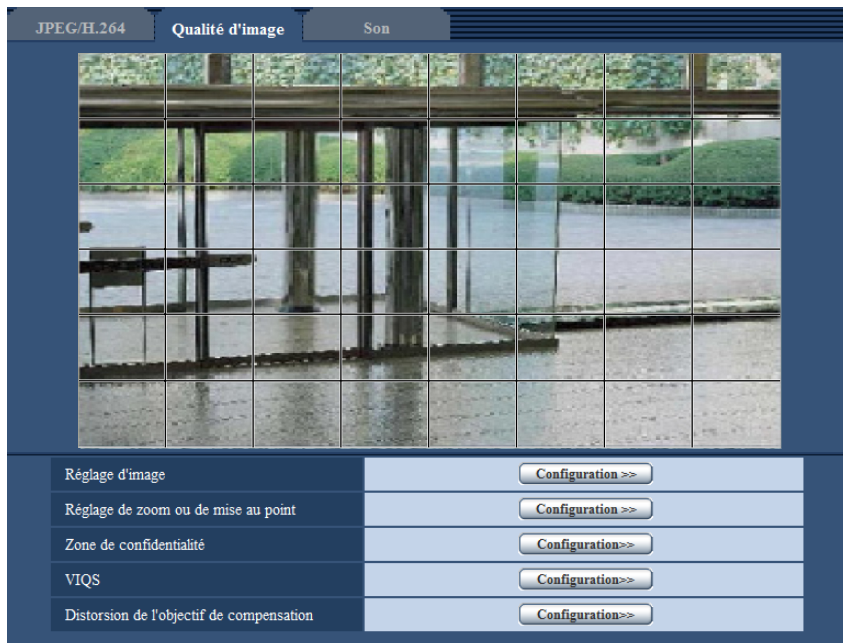 JPEG/H.264 Qualité d'image Son
Réglage d'image Configuration >>
Réglage de zoom ou de mise au point Configuration >>
Zone de confidentialité Configuration>>
VIQS Configuration>>
Distorsion de l'objectif de compensation Configuration>>